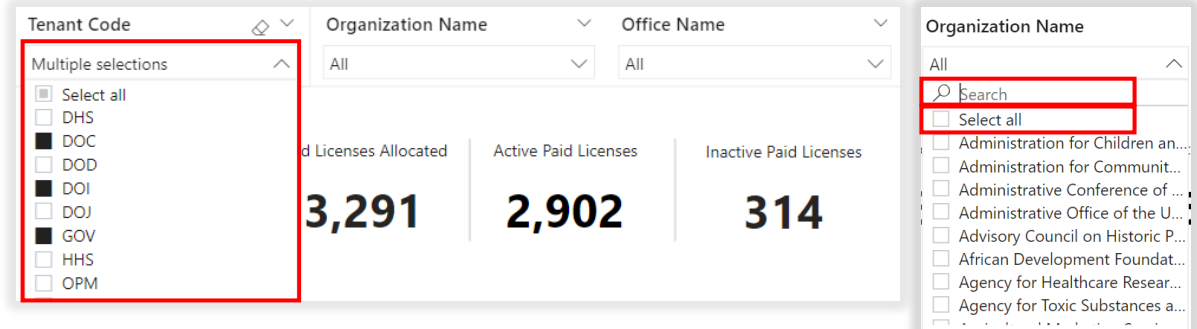 Tenant Code
Organization Name
Office Name
Multiple selections
All
All
Select all
DHS
DOC
DOD
DOI
DOJ
GOV
HHS
OPM
d Licenses Allocated
Active Paid Licenses
Inactive Paid Licenses
3,291
2,902
314
Organization Name
All
Search
Select all
Administration for Children an...
Administration for Communit...
Administrative Conference of ...
Administrative Office of the U...
Advisory Council on Historic P...
African Development Foundat...
Agency for Healthcare Resear...
Agency for Toxic Substances a...